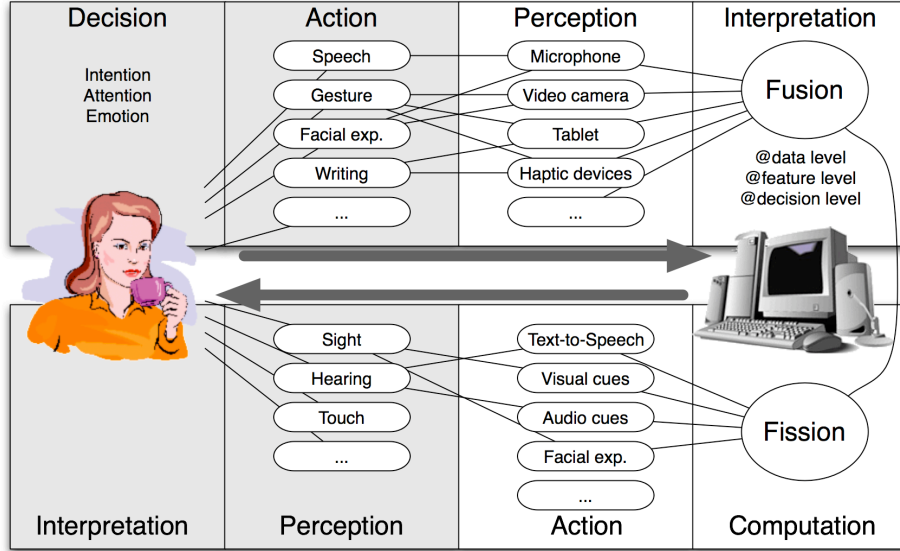 Decision
Action
Perception
Interpretation
Intention
Attention
Emotion
Speech
Gesture
Facial exp.
Writing
...
Microphone
Video camera
Tablet
Haptic devices
...
Fusion
@data level
@feature level
@decision level
Sight
Hearing
Touch
...
Text-to-Speech
Visual cues
Audio cues
Facial exp.
...
Fission
Interpretation
Perception
Action
Computation